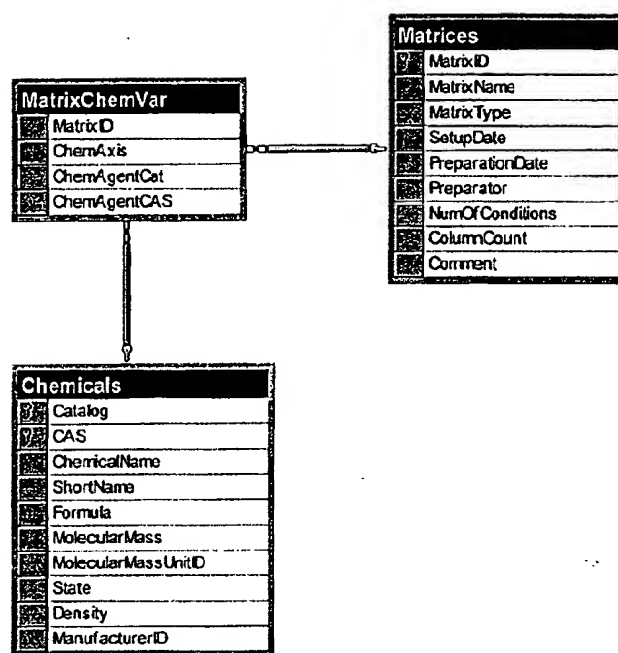 Matrices
MatrixID
MatrixName
MatrixType
SetupDate
PreparationDate
Preparator
NumOfConditions
ColumnCount
Comment
MatrixChemVar
MatrixID
ChemAxis
ChemAgentCat
ChemAgentCAS
Chemicals
Catalog
CAS
ChemicalName
ShortName
Formula
MolecularMass
MolecularMassUnitID
State
Density
ManufacturerID